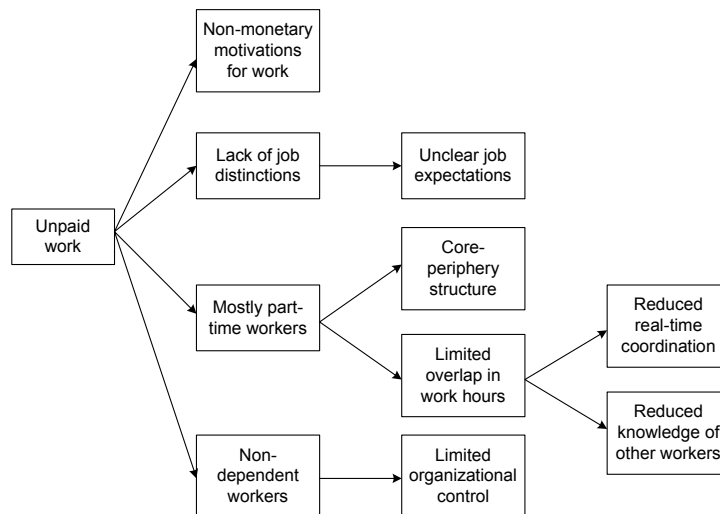 Non-monetary
motivations
for work
Lack of job
distinctions
Unclear job
expectations
Unpaid
work
Core-
periphery
structure
Mostly part-
time workers
Reduced
real-time
coordination
Limited
overlap in
work hours
Reduced
knowledge of
other workers
Non-
dependent
workers
Limited
organizational
control